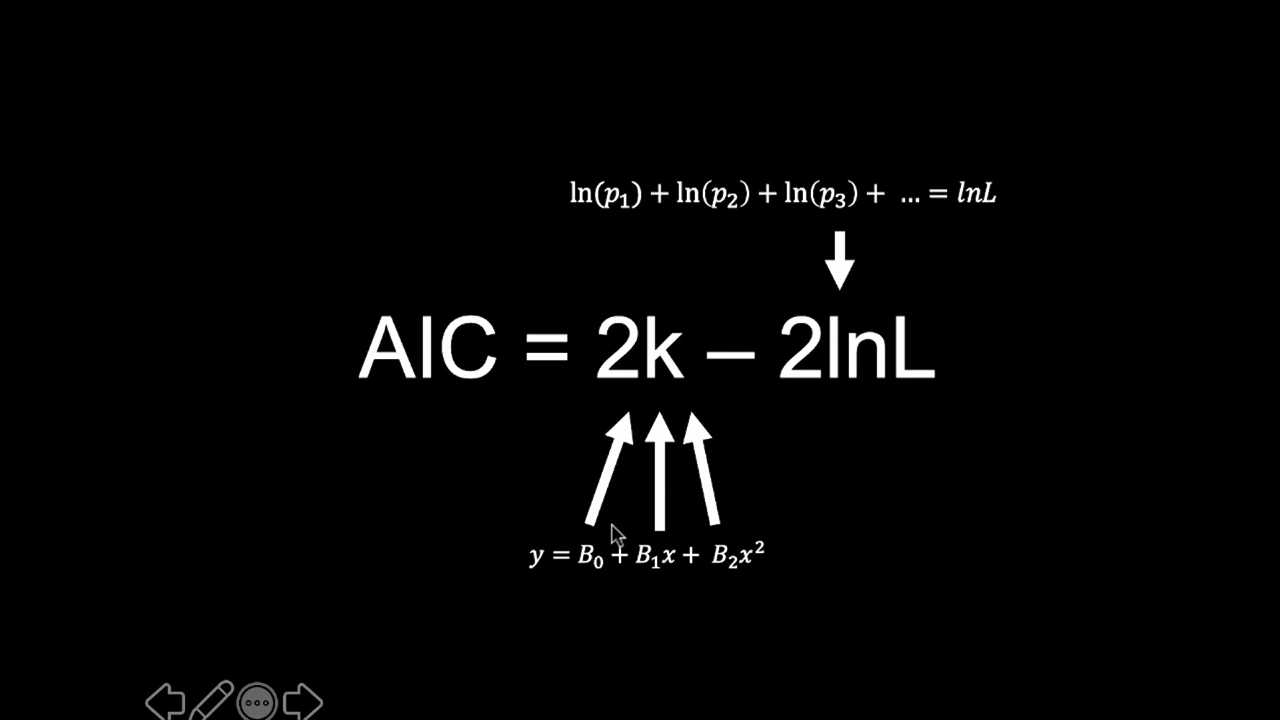 ln(p₁) + ln(p₂) + ln(p₃) + ... = lnL
AIC = 2k – 2lnL
y = B₀ + B₁x + B₂x²